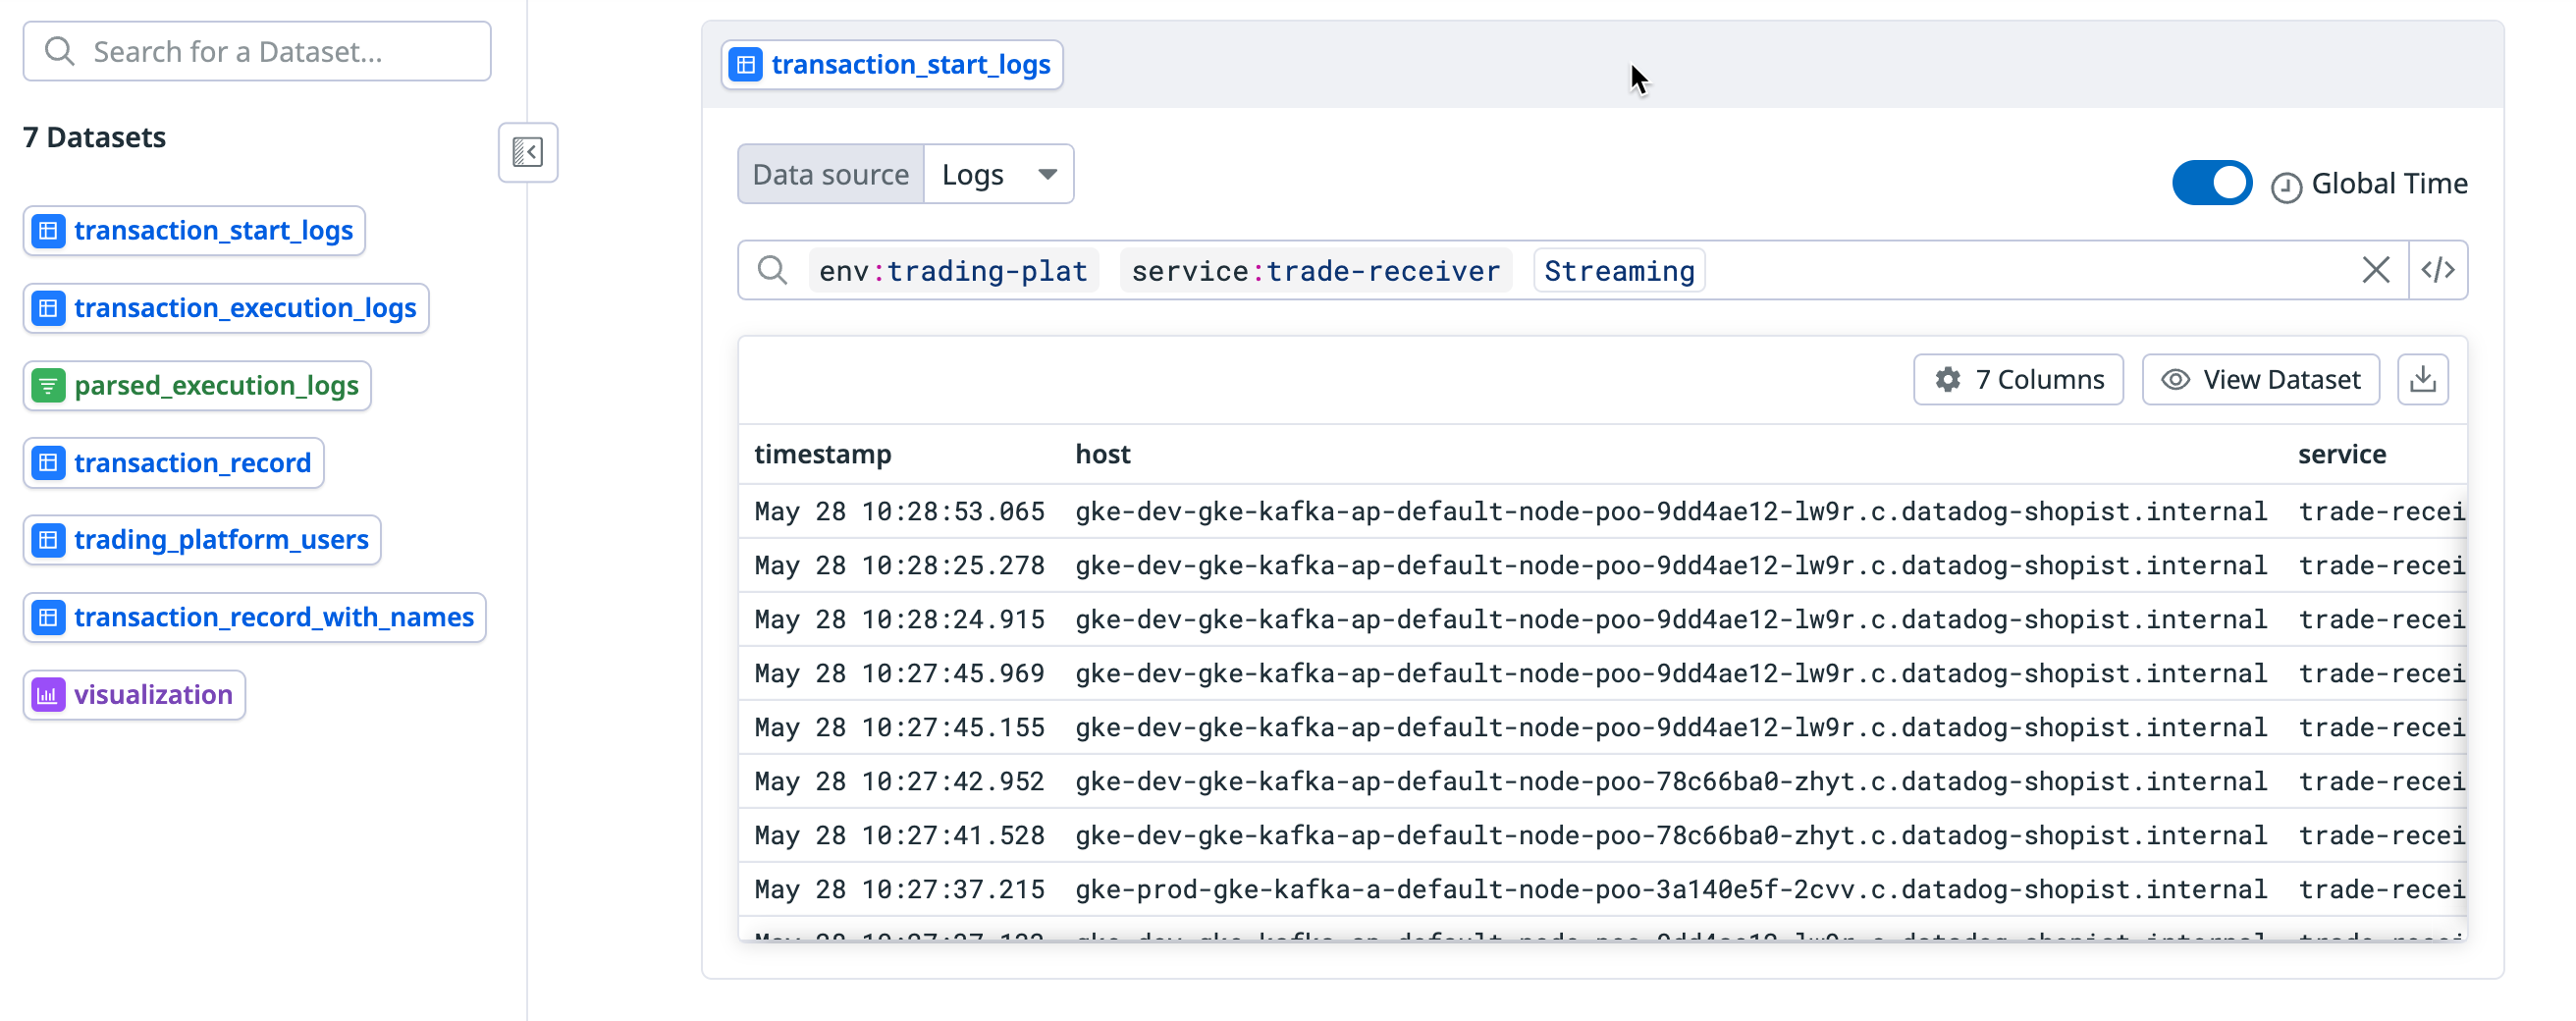 Search for a Dataset...
7 Datasets
transaction_start_logs
transaction_execution_logs
parsed_execution_logs
transaction_record
trading_platform_users
transaction_record_with_names
visualization
transaction_start_logs
Data source Logs
Global Time
env:trading-plat service:trade-receiver Streaming </>
7 Columns View Dataset
timestamp host service
May 28 10:28:53.065 gke-dev-gke-kafka-ap-default-node-poo-9dd4ae12-lw9r.c.datadog-shopist.internal trade-recei
May 28 10:28:25.278 gke-dev-gke-kafka-ap-default-node-poo-9dd4ae12-lw9r.c.datadog-shopist.internal trade-recei
May 28 10:28:24.915 gke-dev-gke-kafka-ap-default-node-poo-9dd4ae12-lw9r.c.datadog-shopist.internal trade-recei
May 28 10:27:45.969 gke-dev-gke-kafka-ap-default-node-poo-9dd4ae12-lw9r.c.datadog-shopist.internal trade-recei
May 28 10:27:45.155 gke-dev-gke-kafka-ap-default-node-poo-9dd4ae12-lw9r.c.datadog-shopist.internal trade-recei
May 28 10:27:42.952 gke-dev-gke-kafka-ap-default-node-poo-78c66ba0-zhyt.c.datadog-shopist.internal trade-recei
May 28 10:27:41.528 gke-dev-gke-kafka-ap-default-node-poo-78c66ba0-zhyt.c.datadog-shopist.internal trade-recei
May 28 10:27:37.215 gke-prod-gke-kafka-a-default-node-poo-3a140e5f-2cvv.c.datadog-shopist.internal trade-recei